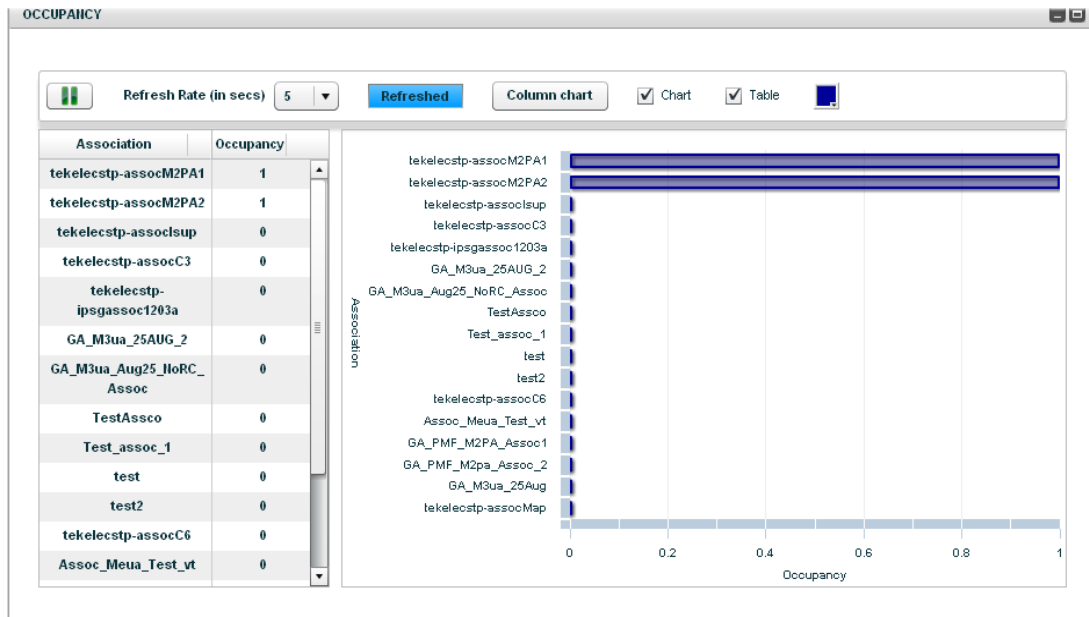 OCCUPANCY
Refresh Rate (in secs) 5 Refreshed Column chart Chart Table
Association Occupancy
tekelecstp-assocM2PA1 1
tekelecstp-assocM2PA2 1
tekelecstp-assocIsup 0
tekelecstp-assocC3 0
tekelecstp-
ipsgassoc1203a 0
GA_M3ua_25AUG_2 0
GA_M3ua_Aug25_NoRC_
Assoc 0
TestAssco 0
Test_assoc_1 0
test 0
test2 0
tekelecstp-assocC6 0
Assoc_Meua_Test_vt 0
Association
tekelecstp-assocM2PA1
tekelecstp-assocM2PA2
tekelecstp-assocIsup
tekelecstp-assocC3
tekelecstp-ipsgassoc1203a
GA_M3ua_25AUG_2
GA_M3ua_Aug25_NoRC_Assoc
TestAssco
Test_assoc_1
test
test2
tekelecstp-assocC6
Assoc_Meua_Test_vt
GA_PMF_M2PA_Assoc1
GA_PMF_M2pa_Assoc_2
GA_M3ua_25Aug
tekelecstp-assocMap
0 0.2 0.4 0.6 0.8 1
Occupancy